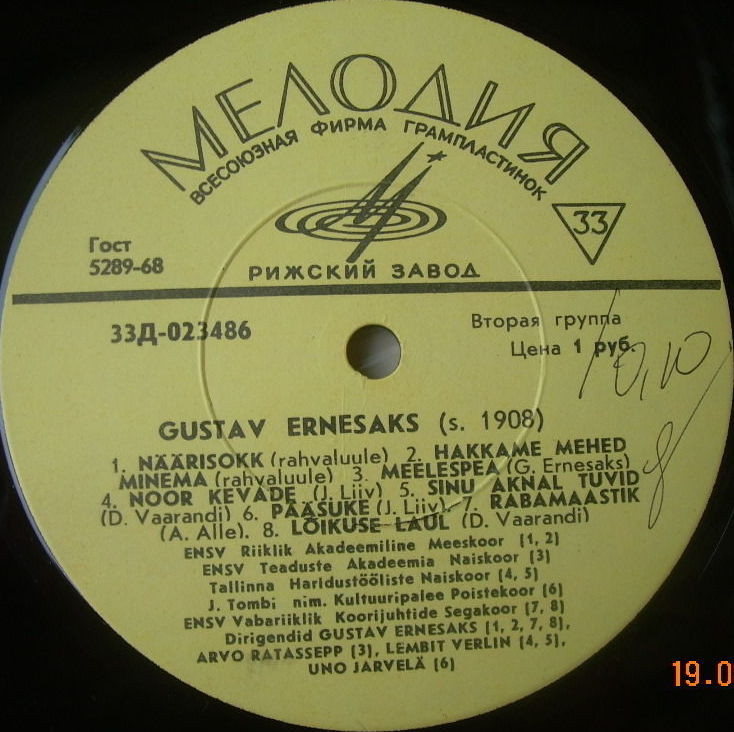 МЕЛОДИЯ
ВСЕСОЮЗНАЯ ФИРМА ГРАМПЛАСТИНОК
33
Гост
5289-68
РИЖСКИЙ ЗАВОД
33Д-023486
Вторая группа
Цена 1 руб.
10,10
GUSTAV ERNESAKS (s. 1908)
1. NÄÄRISOKK (rahvaluule) 2. HAKKAME MEHED
MINEMA (rahvaluule) 3. MEELESPEA (G. Ernesaks)
4. NOOR KEVADE (J. Liiv) 5. SINU AKNAL TUVID
(D. Vaarandi) 6. PÄÄSUKE (J. Liiv). 7. RABAMAASTIK
(A. Alle). 8. LÕIKUSE LAUL (D. Vaarandi)
ENSV Riiklik Akadeemiline Meeskoor (1, 2)
ENSV Teaduste Akadeemia Naiskoor (3)
Tallinna Haridustööliste Naiskoor (4, 5)
J. Tombi nim. Kultuuripalee Poistekoor (6)
ENSV Vabariiklik Koorijuhtide Segakoor (7, 8)
Dirigendid GUSTAV ERNESAKS (1, 2, 7, 8),
ARVO RATASSEPP (3), LEMBIT VERLIN (4, 5),
UNO JARVELÄ (6)
19.0